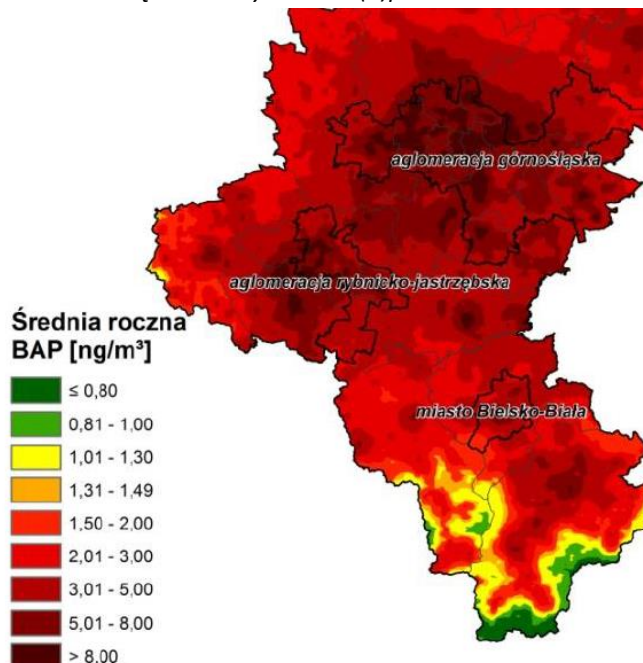 aglomeracja górnośląska
aglomeracja rybnicko-jastrzębska
Średnia roczna
BAP [ng/m³]
≤ 0,80
0,81 - 1,00
1,01 - 1,30
1,31 - 1,49
1,50 - 2,00
2,01 - 3,00
3,01 - 5,00
5,01 - 8,00
> 8,00
miasto Bielsko-Biała